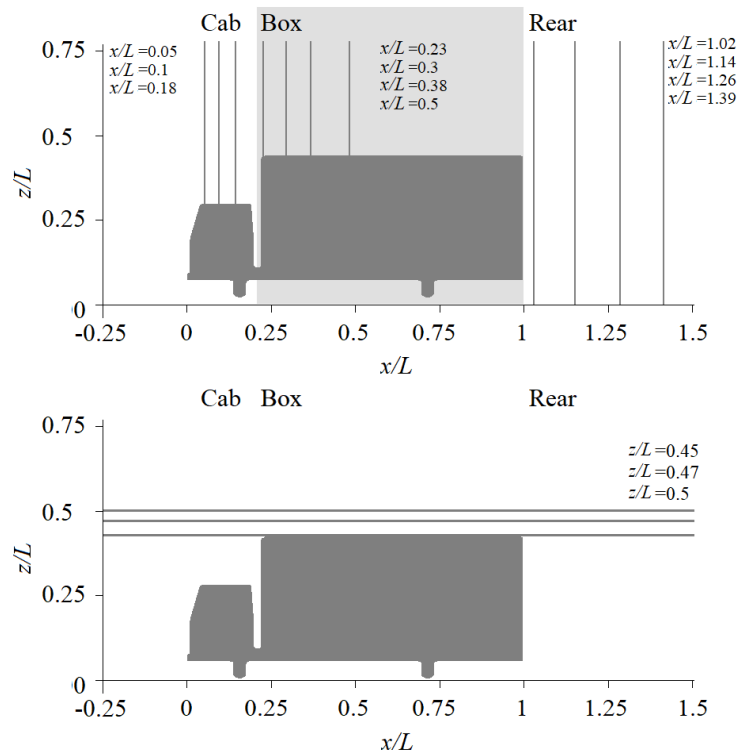 Cab Box Rear
0.75
x/L=0.05
x/L=0.1
x/L=0.18
x/L=0.23
x/L=0.3
x/L=0.38
x/L=0.5
x/L=1.02
x/L=1.14
x/L=1.26
x/L=1.39
0.5
z/L
0.25
0
-0.25 0 0.25 0.5 0.75 1 1.25 1.5
x/L
Cab Box Rear
0.75
z/L=0.45
z/L=0.47
z/L=0.5
0.5
z/L
0.25
0
-0.25 0 0.25 0.5 0.75 1 1.25 1.5
x/L